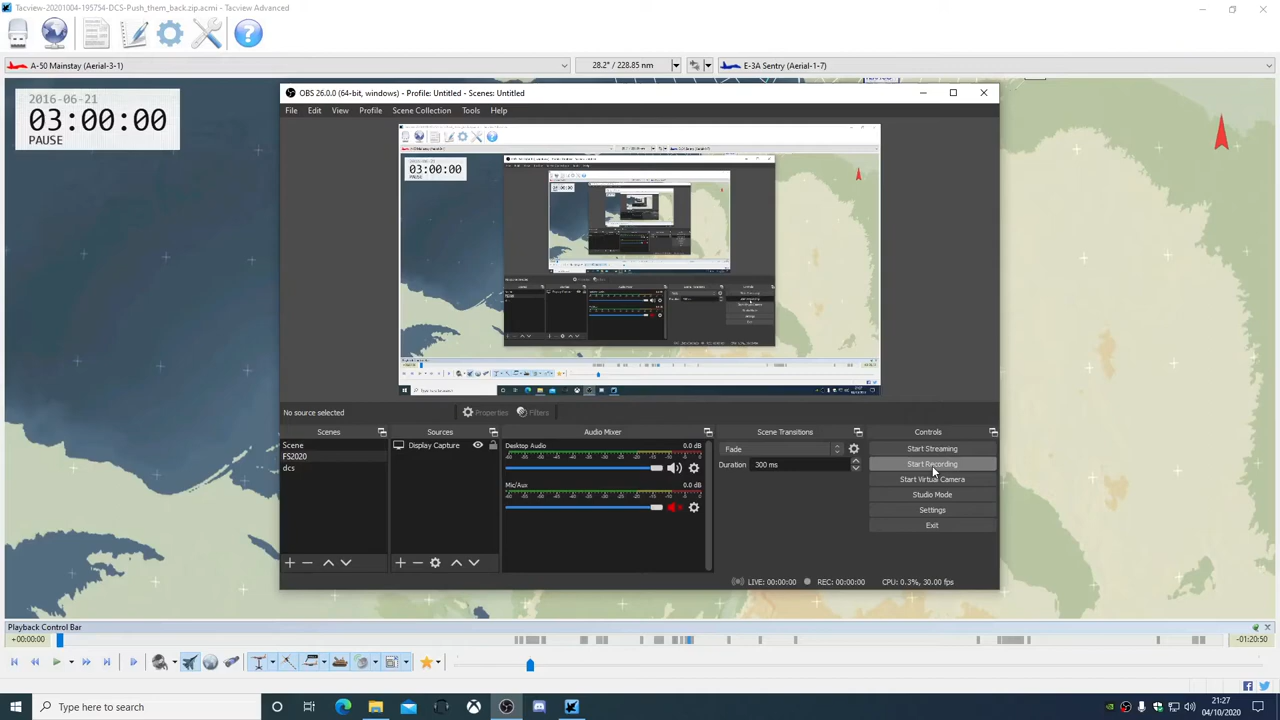 Tacview-20201004-195754-DCS-Push_them_back.zip.acmi - Tacview Advanced
A-50 Mainstay (Aerial-3-1)
28.2° / 228.85 nm
E-3A Sentry (Aerial-1-7)
2016-06-21
03:00:00
PAUSE
OBS 26.0.0 (64-bit, windows) - Profile: Untitled - Scenes: Untitled
File Edit View Profile Scene Collection Tools Help
03:00:00
No source selected
Properties
Filters
Scenes
Sources
Audio Mixer
Scene Transitions
Controls
Scene
FS2020
dcs
Display Capture
Desktop Audio 0.0 dB
Mic/Aux 0.0 dB
Fade
Duration 300 ms
Start Streaming
Start Recording
Start Virtual Camera
Studio Mode
Settings
Exit
LIVE: 00:00:00
REC: 00:00:00
CPU: 0.3%, 30.00 fps
Playback Control Bar
+00:00:00
-01:20:50
Type here to search
21:27
04/10/2020